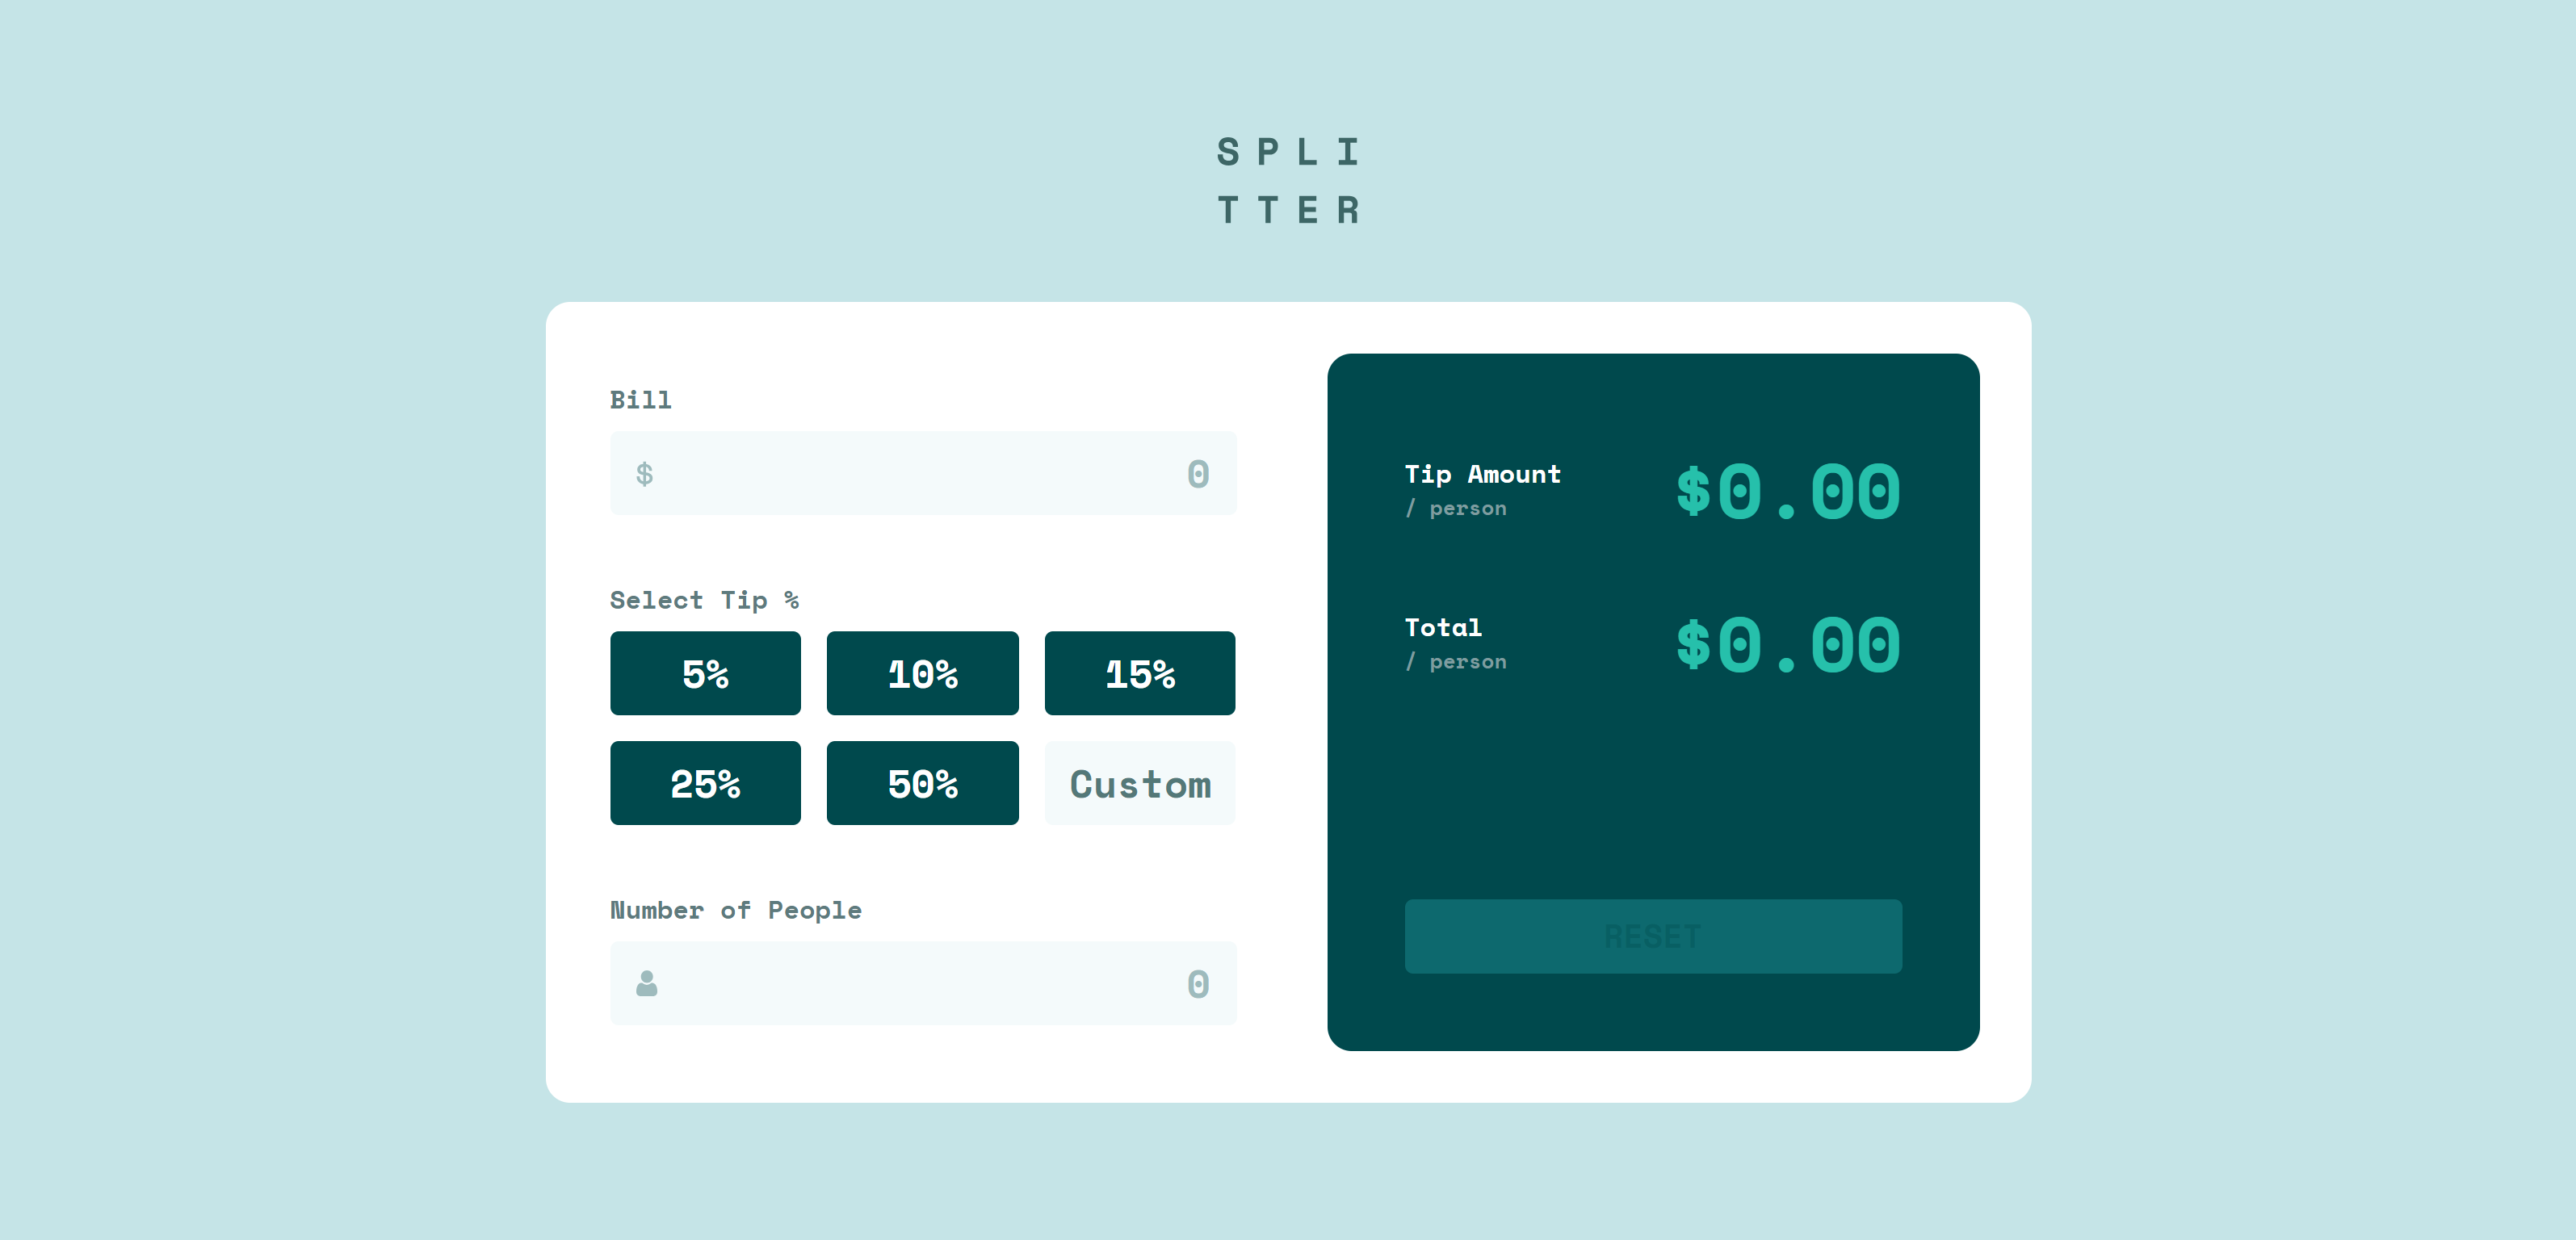 SPLI
TTER
Bill
$ 0
Select Tip %
5% 10% 15%
25% 50% Custom
Number of People
0
Tip Amount
/ person
$0.00
Total
/ person
$0.00
RESET